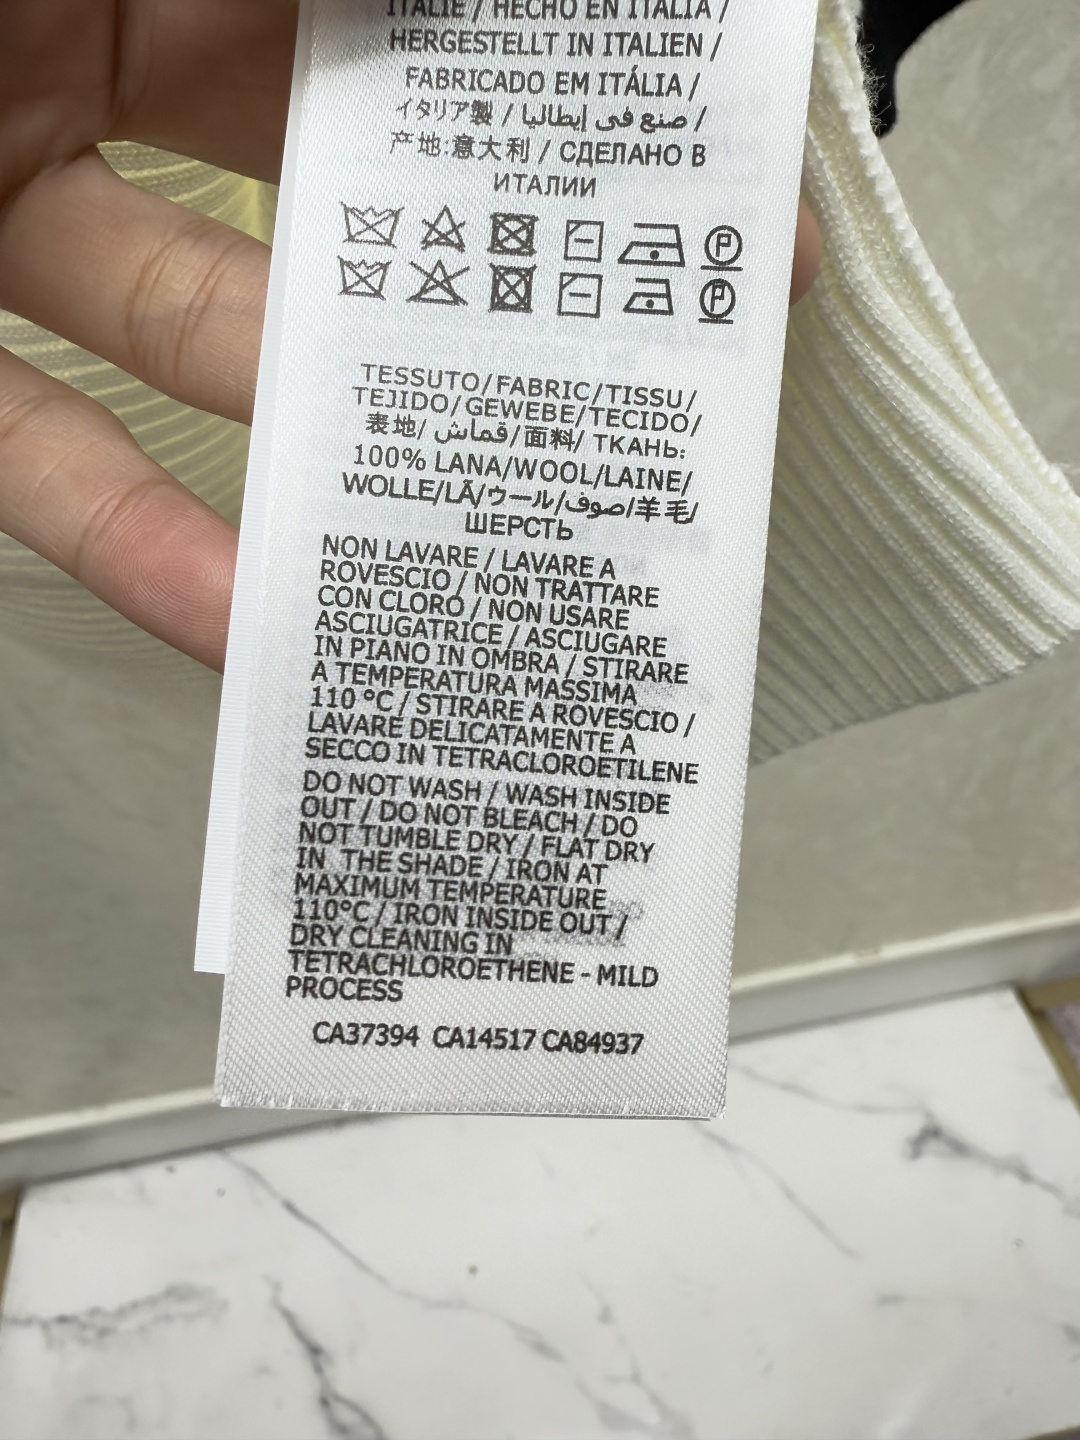 ITALIE / HECHO EN ITALIA /
HERGESTELLT IN ITALIEN /
FABRICADO EM ITÁLIA /
イタリア製 / صنع في إيطاليا /
产地:意大利 / СДЕЛАНО В
ИТАЛИИ
TESSUTO/FABRIC/TISSU/
TEJIDO/GEWEBE/TECIDO/
表地/ قماش/面料/ ТКАНЬ:
100% LANA/WOOL/LAINE/
WOLLE/LÃ/ウール/صوف/羊毛/
ШЕРСТЬ
NON LAVARE / LAVARE A
ROVESCIO / NON TRATTARE
CON CLORO / NON USARE
ASCIUGATRICE / ASCIUGARE
IN PIANO IN OMBRA / STIRARE
A TEMPERATURA MASSIMA
110 °C / STIRARE A ROVESCIO /
LAVARE DELICATAMENTE A
SECCO IN TETRACLOROETILENE
DO NOT WASH / WASH INSIDE
OUT / DO NOT BLEACH / DO
NOT TUMBLE DRY / FLAT DRY
IN THE SHADE / IRON AT
MAXIMUM TEMPERATURE
110°C / IRON INSIDE OUT /
DRY CLEANING IN
TETRACHLOROETHENE - MILD
PROCESS
CA37394 CA14517 CA84937